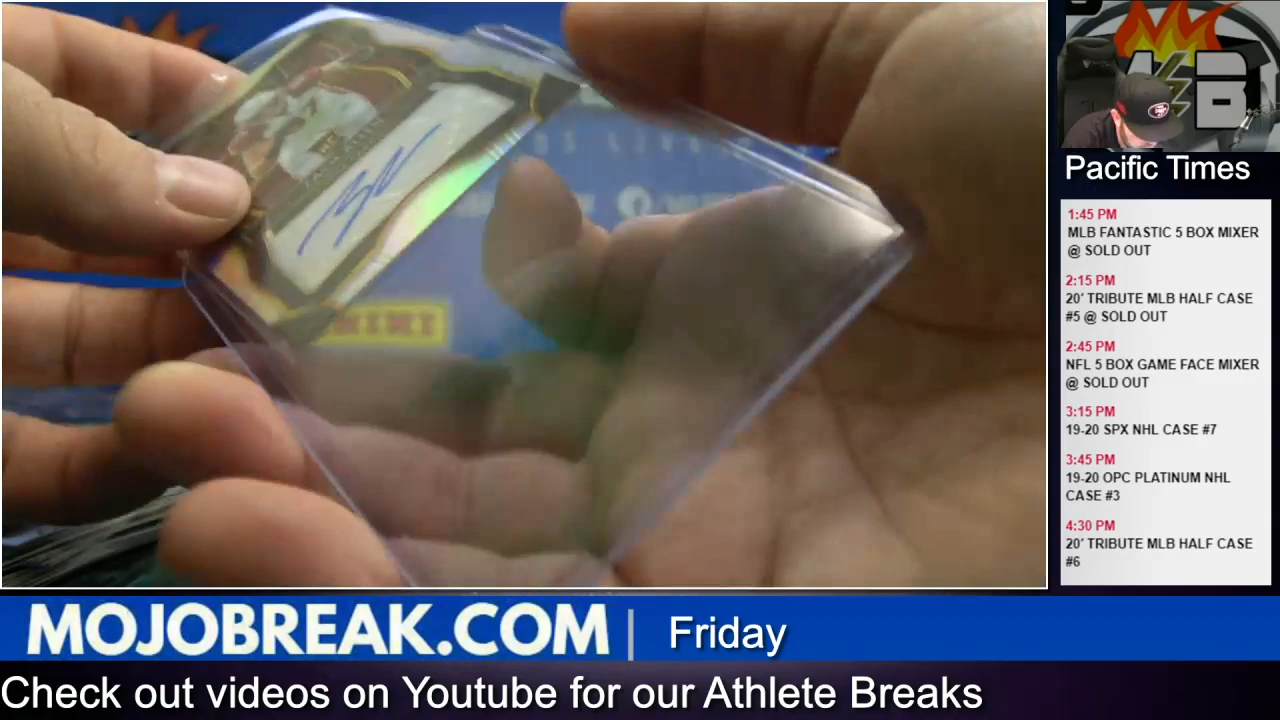 PANINI
Pacific Times
1:45 PM
MLB FANTASTIC 5 BOX MIXER
@ SOLD OUT
2:15 PM
20' TRIBUTE MLB HALF CASE
#5 @ SOLD OUT
2:45 PM
NFL 5 BOX GAME FACE MIXER
@ SOLD OUT
3:15 PM
19-20 SPX NHL CASE #7
3:45 PM
19-20 OPC PLATINUM NHL
CASE #3
4:30 PM
20' TRIBUTE MLB HALF CASE
#6
MOJOBREAK.COM | Friday
Check out videos on Youtube for our Athlete Breaks